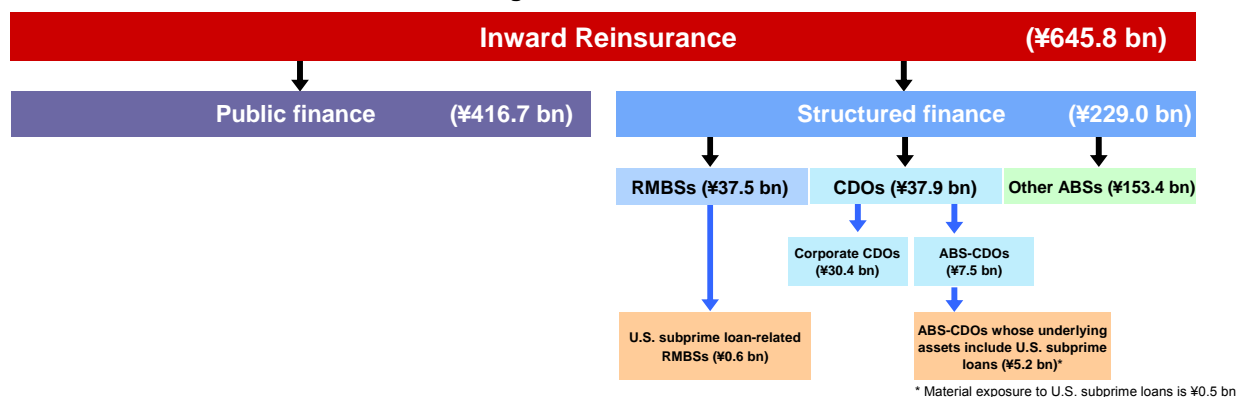 Inward Reinsurance (¥645.8 bn)
Public finance (¥416.7 bn)
Structured finance (¥229.0 bn)
RMBSs (¥37.5 bn)
CDOs (¥37.9 bn)
Other ABSs (¥153.4 bn)
Corporate CDOs
(¥30.4 bn)
ABS-CDOs
(¥7.5 bn)
U.S. subprime loan-related
RMBSs (¥0.6 bn)
ABS-CDOs whose underlying
assets include U.S. subprime
loans (¥5.2 bn)*
* Material exposure to U.S. subprime loans is ¥0.5 bn